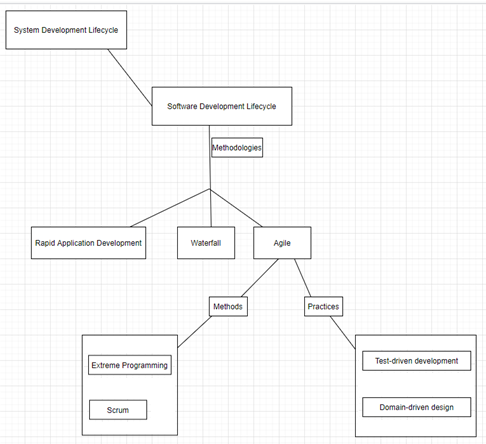 System Development Lifecycle
Software Development Lifecycle
Methodologies
Rapid Application Development
Waterfall
Agile
Methods
Practices
Extreme Programming
Scrum
Test-driven development
Domain-driven design